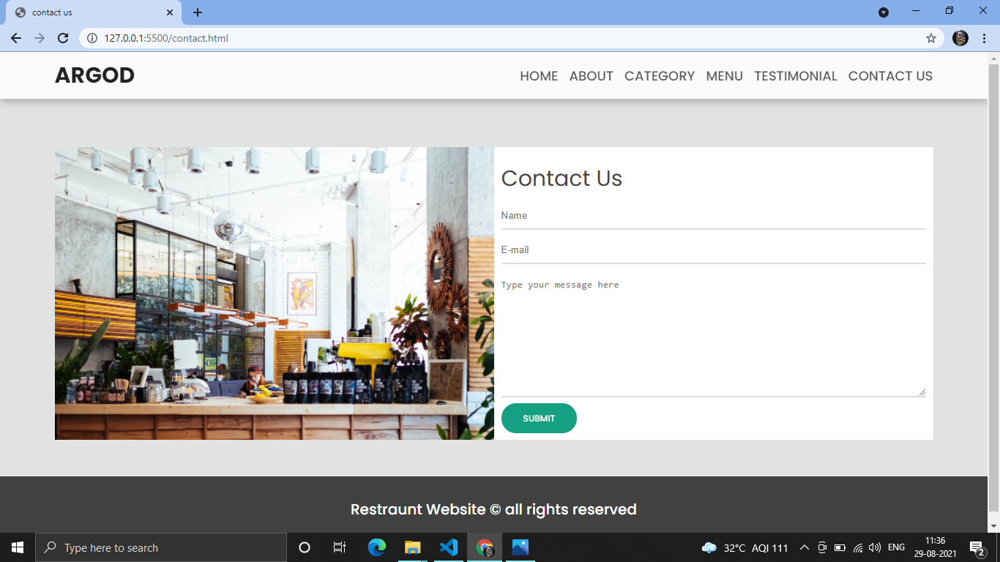 contact us
127.0.0.1:5500/contact.html
ARGOD
HOME ABOUT CATEGORY MENU TESTIMONIAL CONTACT US
Contact Us
Name
E-mail
Type your message here
SUBMIT
Restraunt Website © all rights reserved
Type here to search
32°C AQI 111
ENG
11:36
29-08-2021
2